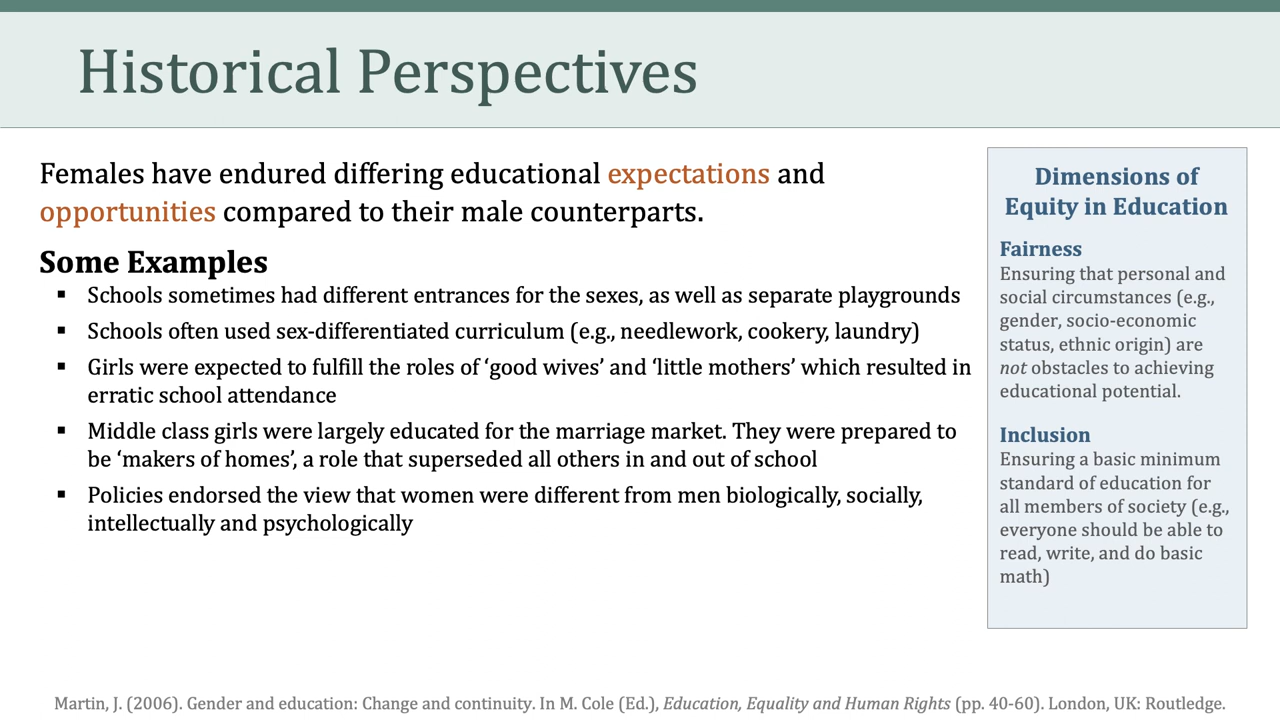 Historical Perspectives
Females have endured differing educational expectations and
opportunities compared to their male counterparts.
Some Examples
▪ Schools sometimes had different entrances for the sexes, as well as separate playgrounds
▪ Schools often used sex-differentiated curriculum (e.g., needlework, cookery, laundry)
▪ Girls were expected to fulfill the roles of ‘good wives’ and ‘little mothers’ which resulted in
erratic school attendance
▪ Middle class girls were largely educated for the marriage market. They were prepared to
be ‘makers of homes’, a role that superseded all others in and out of school
▪ Policies endorsed the view that women were different from men biologically, socially,
intellectually and psychologically
Dimensions of
Equity in Education
Fairness
Ensuring that personal and
social circumstances (e.g.,
gender, socio-economic
status, ethnic origin) are
not obstacles to achieving
educational potential.
Inclusion
Ensuring a basic minimum
standard of education for
all members of society (e.g.,
everyone should be able to
read, write, and do basic
math)
Martin, J. (2006). Gender and education: Change and continuity. In M. Cole (Ed.), Education, Equality and Human Rights (pp. 40-60). London, UK: Routledge.